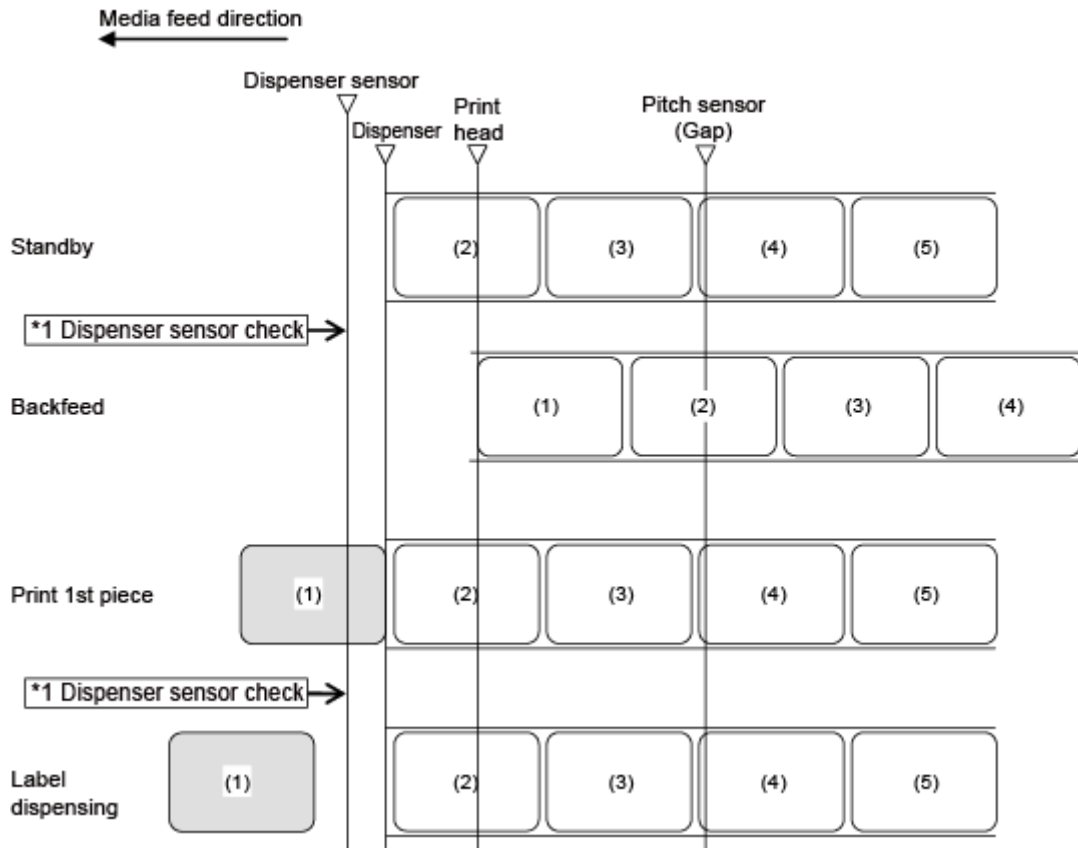 Media feed direction
Dispenser sensor
Dispenser
Print
head
Pitch sensor
(Gap)
Standby
(2)
(3)
(4)
(5)
*1 Dispenser sensor check
Backfeed
(1)
(2)
(3)
(4)
Print 1st piece
(1)
(2)
(3)
(4)
(5)
*1 Dispenser sensor check
Label
dispensing
(1)
(2)
(3)
(4)
(5)